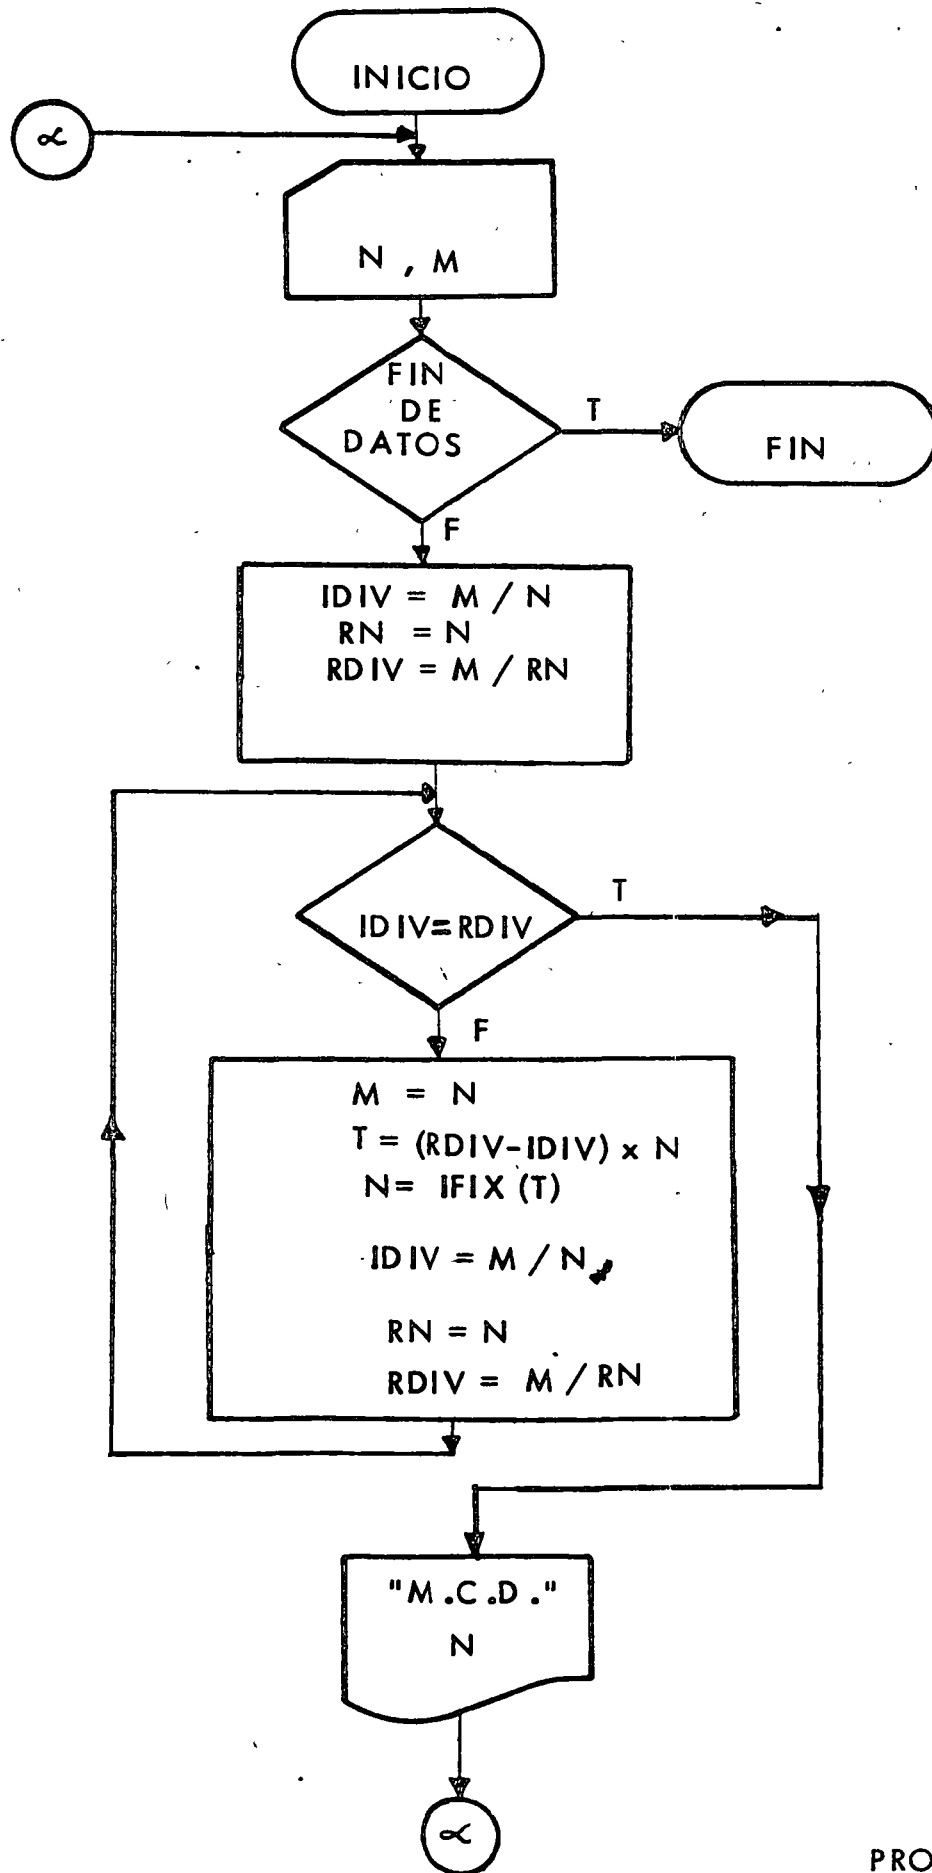 INICIO
∝
N , M
FIN
DE
DATOS
T
FIN
F
IDIV = M / N
RN = N
RDIV = M / RN
IDIV=RDIV
T
F
M = N
T = (RDIV-IDIV) x N
N= IFIX (T)
IDIV = M / N
RN = N
RDIV = M / RN
"M.C.D."
N
∝
PRO